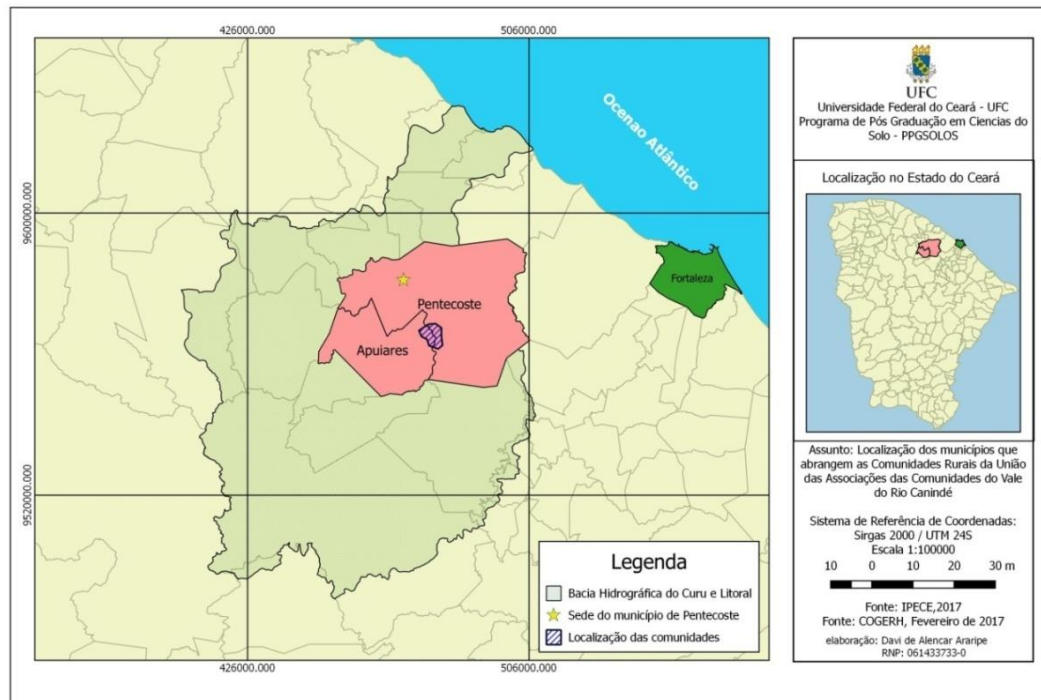 426000.000
506000.000
9600000.000
9520000.000
Ocenao Atlântico
Fortaleza
Pentecoste
Apuiares
Legenda
Bacia Hidrográfica do Curu e Litoral
Sede do município de Pentecoste
Localização das comunidades
426000.000
506000.000
UFC
Universidade Federal do Ceará - UFC
Programa de Pós Graduação em Ciencias do
Solo - PPGSOLOS
Localização no Estado do Ceará
Assunto: Localização dos municípios que
abrangem as Comunidades Rurais da União
das Associações das Comunidades do Vale
do Rio Canindé
Sistema de Referência de Coordenadas:
Sirgas 2000 / UTM 24S
Escala 1:100000
10 0 10 20 30 m
Fonte: IPECE,2017
Fonte: COGERH, Fevereiro de 2017
elaboração: Davi de Alencar Araripe
RNP: 061433733-0